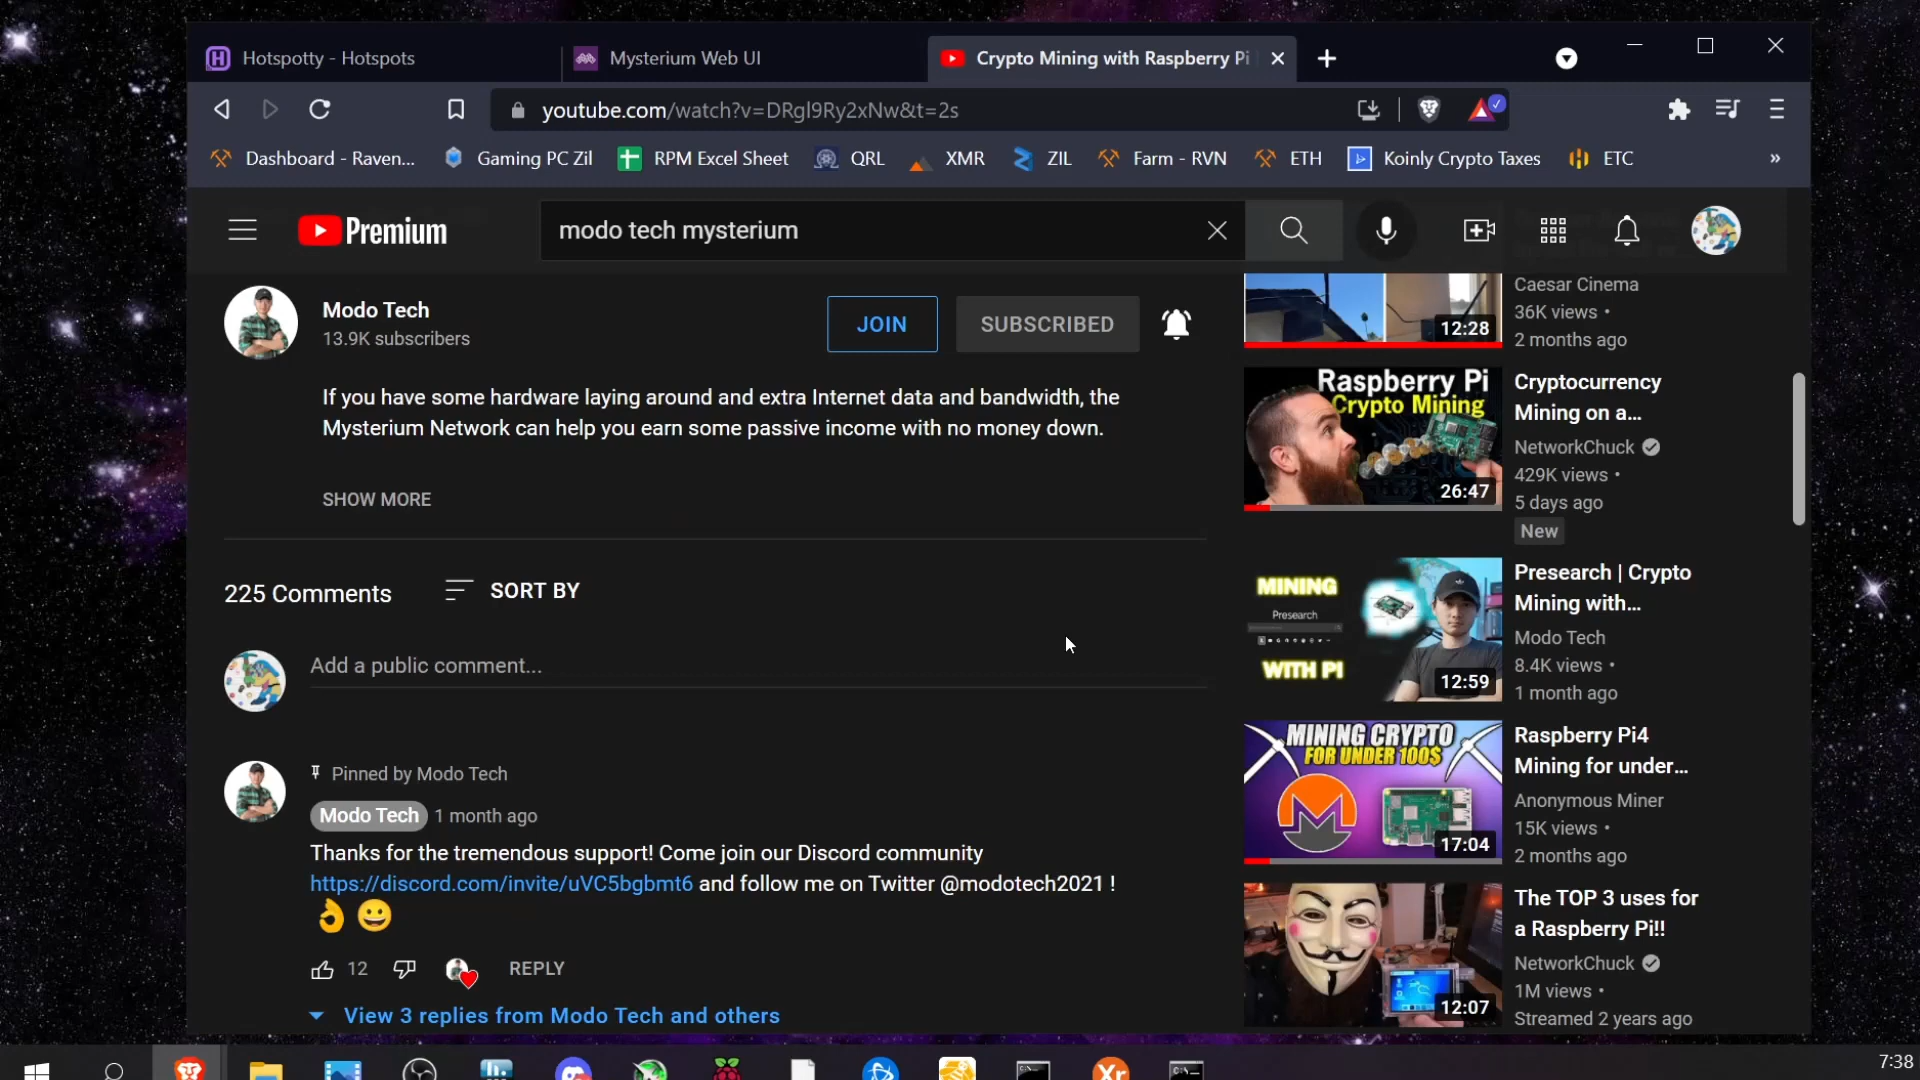 Hotspotty - Hotspots
Mysterium Web UI
Crypto Mining with Raspberry Pi
youtube.com/watch?v=DRgl9Ry2xNw&t=2s
Dashboard - Raven...
Gaming PC Zil
RPM Excel Sheet
QRL
XMR
ZIL
Farm - RVN
ETH
Koinly Crypto Taxes
ETC
»
Premium
modo tech mysterium
Modo Tech
13.9K subscribers
JOIN
SUBSCRIBED
If you have some hardware laying around and extra Internet data and bandwidth, the
Mysterium Network can help you earn some passive income with no money down.
SHOW MORE
225 Comments
SORT BY
Add a public comment...
Pinned by Modo Tech
Modo Tech 1 month ago
Thanks for the tremendous support! Come join our Discord community
https://discord.com/invite/uVC5bgbmt6 and follow me on Twitter @modotech2021 !
👌 😀
12
REPLY
View 3 replies from Modo Tech and others
12:28
Caesar Cinema
36K views •
2 months ago
Raspberry Pi
Crypto Mining
26:47
Cryptocurrency
Mining on a...
NetworkChuck
429K views •
5 days ago
New
MINING
Presearch
WITH PI
12:59
Presearch | Crypto
Mining with...
Modo Tech
8.4K views •
1 month ago
MINING CRYPTO
FOR UNDER 100$
17:04
Raspberry Pi4
Mining for under...
Anonymous Miner
15K views •
2 months ago
12:07
The TOP 3 uses for
a Raspberry Pi!!
NetworkChuck
1M views •
Streamed 2 years ago
Xr
7:38